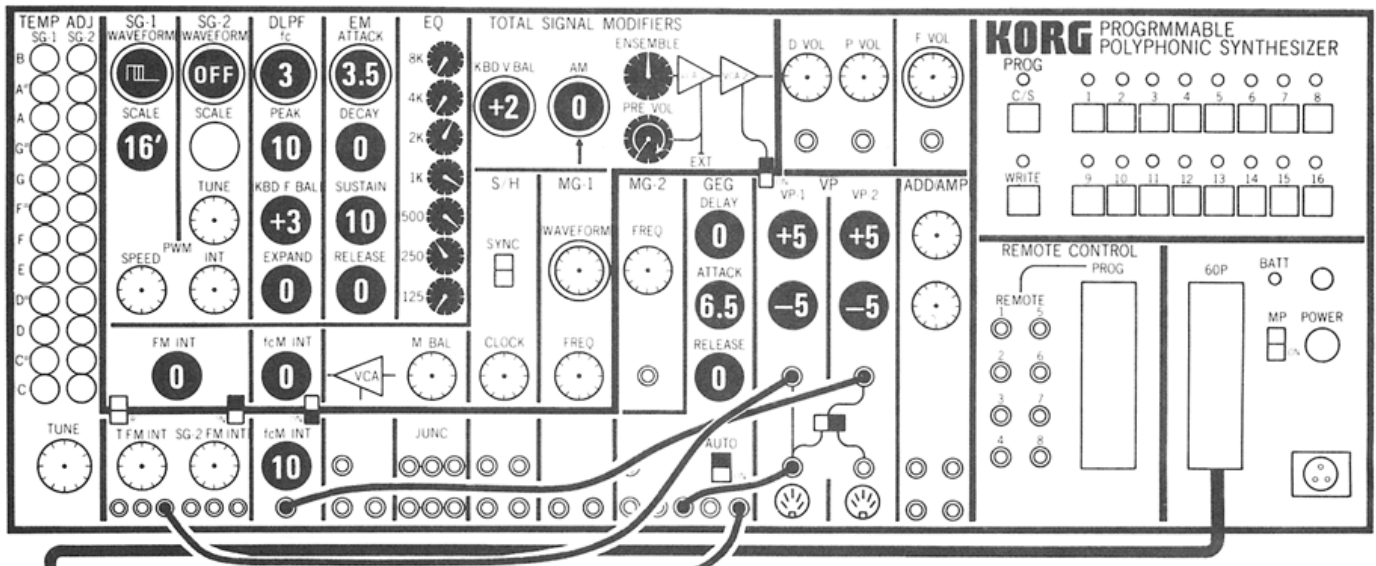 TEMP ADJ
SG-1 SG-2
B
A#
A
G#
G
F#
F
E
D#
D
C#
C
TUNE
SG-1
WAVEFORM
SCALE
16'
SG-2
WAVEFORM
OFF
SCALE
TUNE
PWM
SPEED
INT
FM INT
0
DLPF
fc
3
PEAK
10
KBD F BAL
+3
EXPAND
0
fcM INT
0
EM
ATTACK
3.5
DECAY
0
SUSTAIN
10
RELEASE
0
EQ
8K
4K
2K
1K
500
250
125
VCA
M BAL
TOTAL SIGNAL MODIFIERS
KBD V BAL
+2
AM
0
ENSEMBLE
PRE VOL
VCA 2
EXT
D VOL
P VOL
F VOL
S/H
SYNC
CLOCK
MG-1
WAVEFORM
FREQ
MG-2
FREQ
GEG
DELAY
0
ATTACK
6.5
RELEASE
0
AUTO
VP
VP-1
+5
-5
VP-2
+5
-5
ADD/AMP
T FM INT
SG-2 FM INT
fcM INT
10
JUNC
KORG PROGRMMABLE
POLYPHONIC SYNTHESIZER
PROG
C/S
1 2 3 4 5 6 7 8
WRITE
9 10 11 12 13 14 15 16
REMOTE CONTROL
PROG
REMOTE
1 5
2 6
3 7
4 8
60P
BATT
MP
ON
POWER